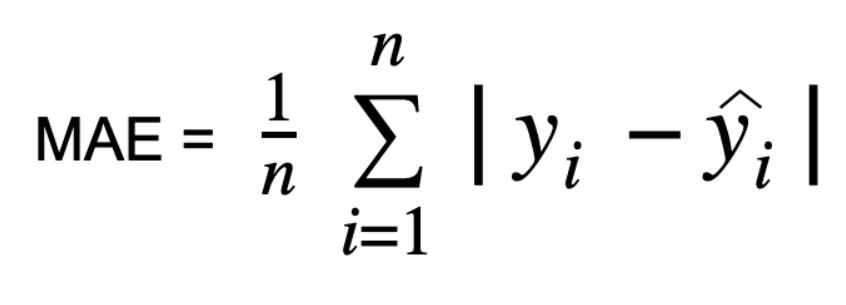 MAE = 1/n n∑i=1 | yᵢ − ŷᵢ |